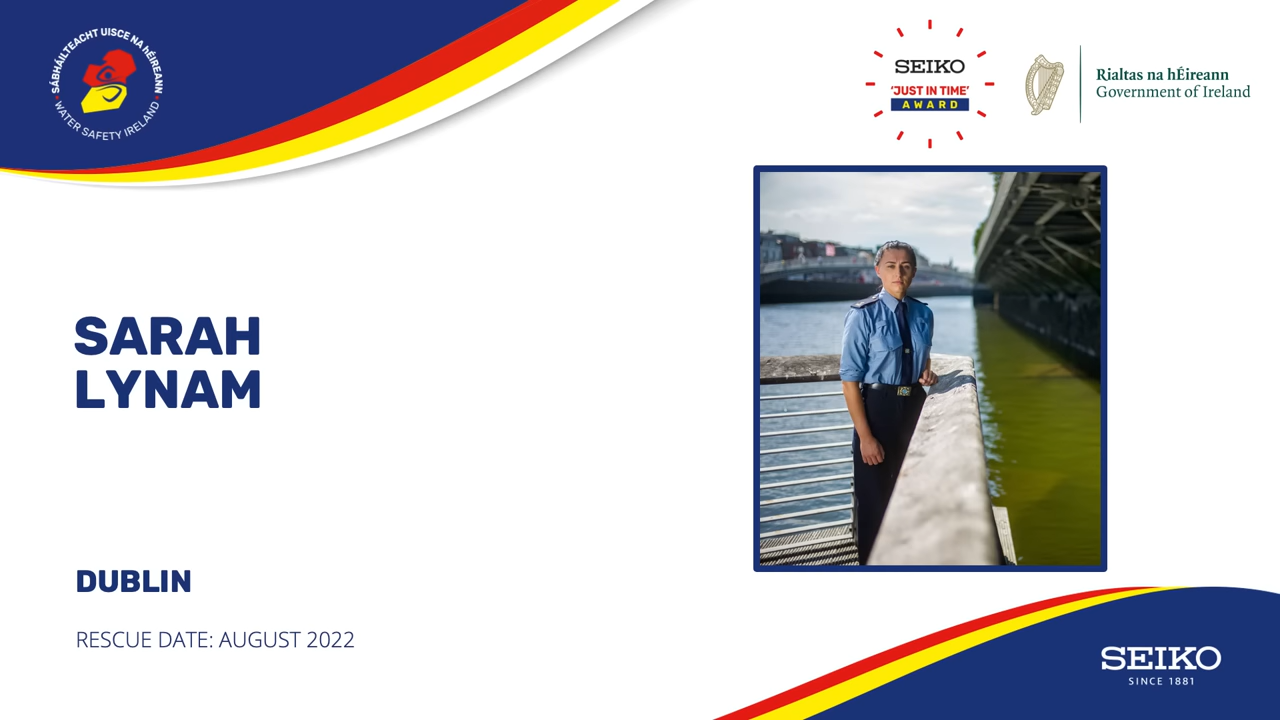 SÁBHÁILTEACHT UISCE NA hÉIREANN
WATER SAFETY IRELAND
SEIKO
'JUST IN TIME'
AWARD
Rialtas na hÉireann
Government of Ireland
SARAH
LYNAM
DUBLIN
RESCUE DATE: AUGUST 2022
SEIKO
SINCE 1881